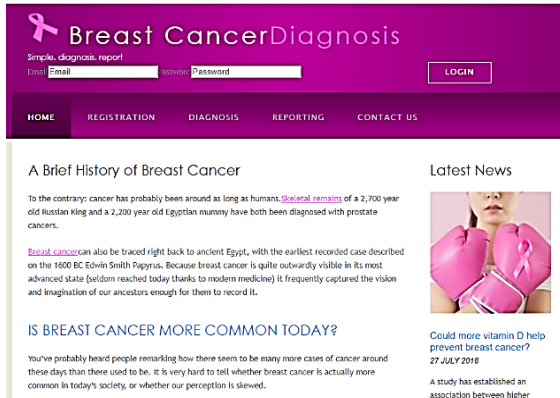 Breast CancerDiagnosis
Simple. diagnosis. report
Email Email Password Password
LOGIN
HOME REGISTRATION DIAGNOSIS REPORTING CONTACT US
A Brief History of Breast Cancer
To the contrary: cancer has probably been around as long as humans.Skeletal remains of a 2,700 year
old Russian King and a 2,200 year old Egyptian mummy have both been diagnosed with prostate
cancers.
Breast cancercan also be traced right back to ancient Egypt, with the earliest recorded case described
on the 1600 BC Edwin Smith Papyrus. Because breast cancer is quite outwardly visible in its most
advanced state (seldom reached today thanks to modern medicine) it frequently captured the vision
and imagination of our ancestors enough for them to record it.
IS BREAST CANCER MORE COMMON TODAY?
You've probably heard people remarking how there seem to be many more cases of cancer around
these days than there used to be. It is very hard to tell whether breast cancer is actually more
common in today's society, or whether our perception is skewed.
Latest News
Could more vitamin D help
prevent breast cancer?
27 JULY 2016
A study has established an
association between higher